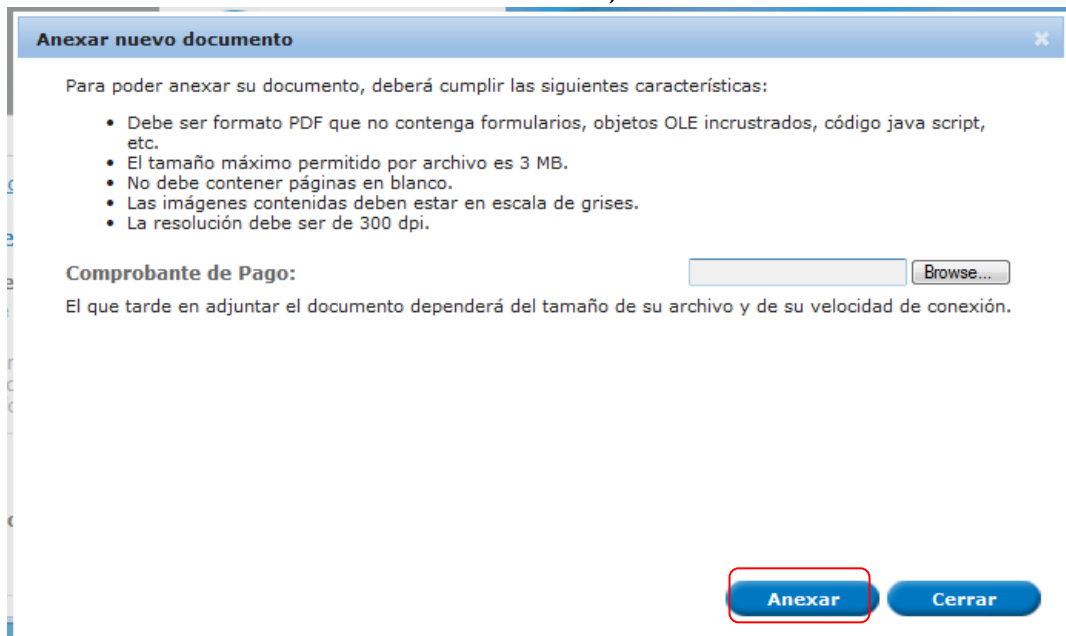 Anexar nuevo documento
Para poder anexar su documento, deberá cumplir las siguientes características:
• Debe ser formato PDF que no contenga formularios, objetos OLE incrustrados, código java script,
etc.
• El tamaño máximo permitido por archivo es 3 MB.
• No debe contener páginas en blanco.
• Las imágenes contenidas deben estar en escala de grises.
• La resolución debe ser de 300 dpi.
Comprobante de Pago: Browse...
El que tarde en adjuntar el documento dependerá del tamaño de su archivo y de su velocidad de conexión.
Anexar Cerrar